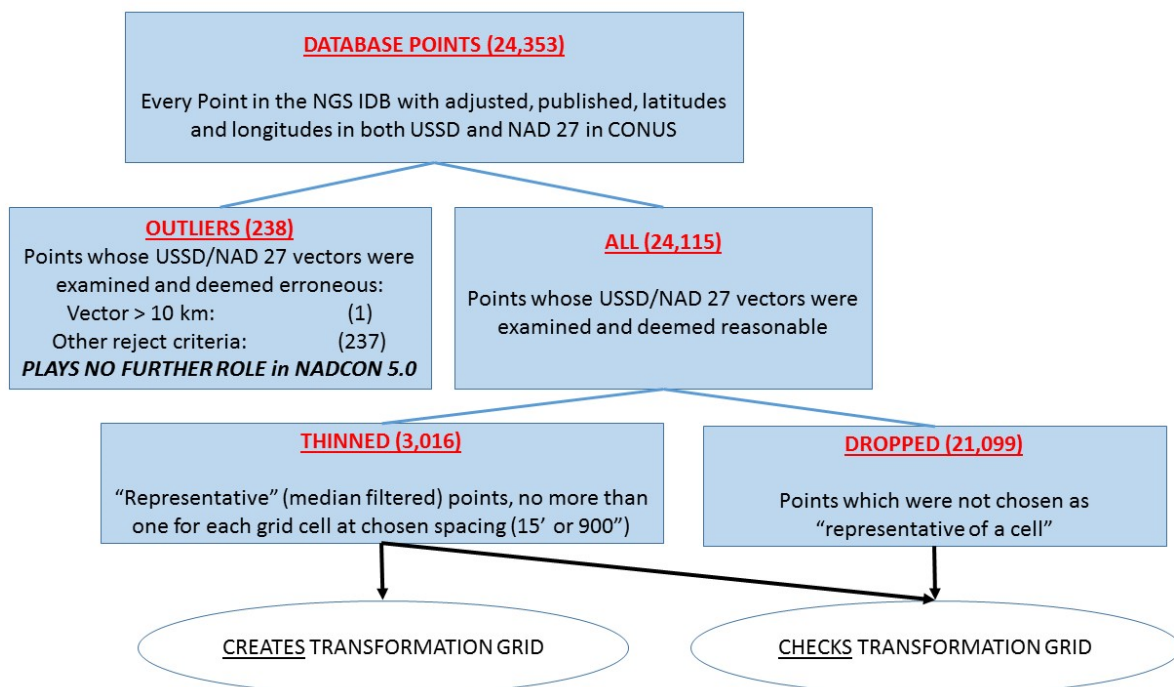 DATABASE POINTS (24,353)
Every Point in the NGS IDB with adjusted, published, latitudes
and longitudes in both USSD and NAD 27 in CONUS
OUTLIERS (238)
Points whose USSD/NAD 27 vectors were
examined and deemed erroneous:
Vector > 10 km: (1)
Other reject criteria: (237)
PLAYS NO FURTHER ROLE in NADCON 5.0
ALL (24,115)
Points whose USSD/NAD 27 vectors were
examined and deemed reasonable
THINNED (3,016)
“Representative” (median filtered) points, no more than
one for each grid cell at chosen spacing (15’ or 900”)
DROPPED (21,099)
Points which were not chosen as
“representative of a cell”
CREATES TRANSFORMATION GRID
CHECKS TRANSFORMATION GRID